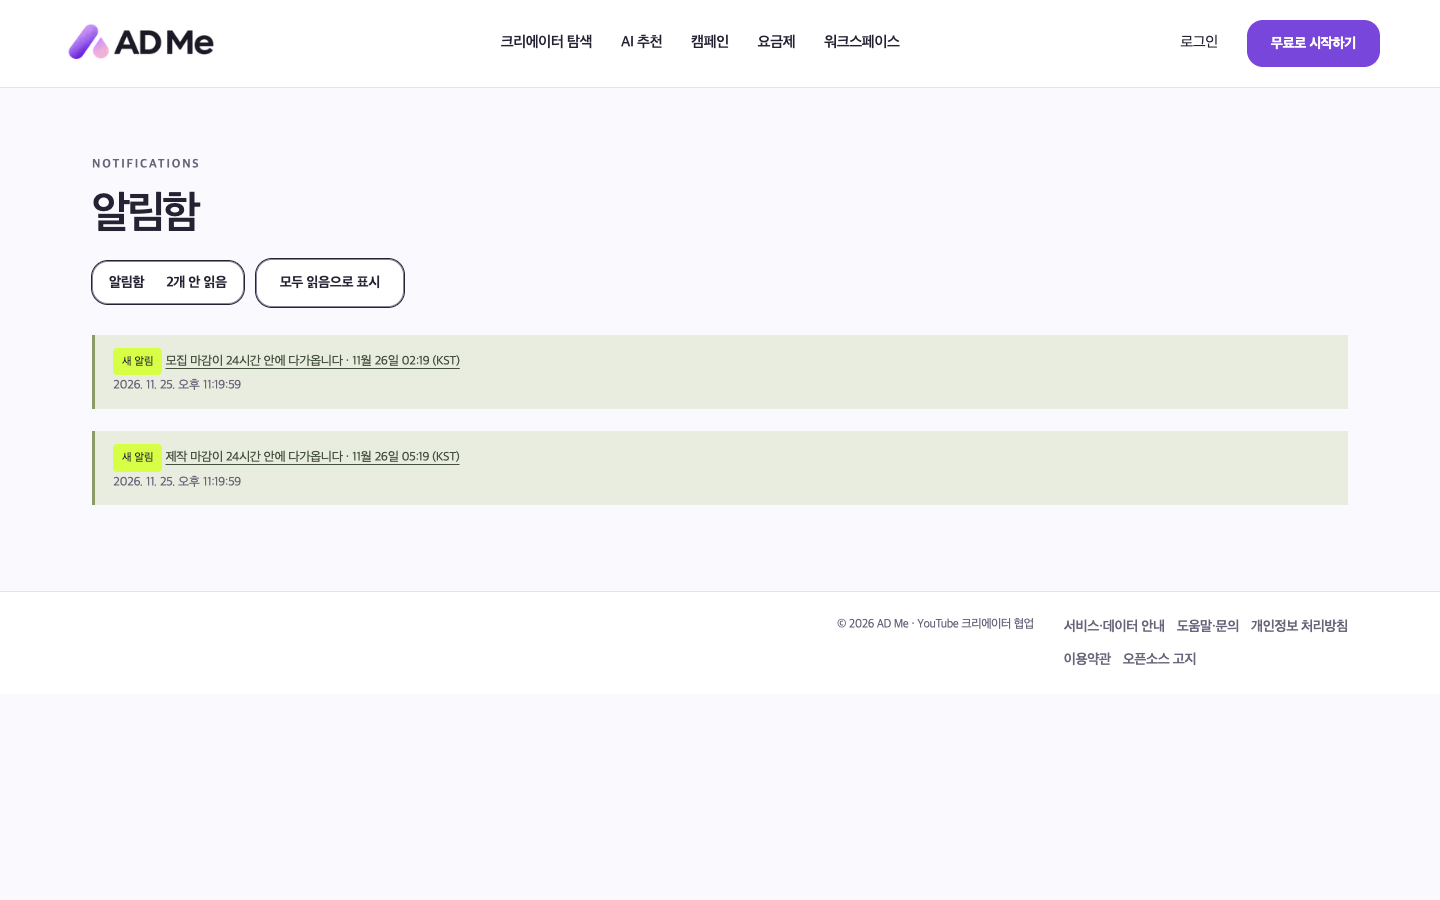 AD Me
크리에이터 탐색 AI 추천 캠페인 요금제 워크스페이스
로그인 무료로 시작하기
NOTIFICATIONS
알림함
알림함 2개 안 읽음 모두 읽음으로 표시
새 알림 모집 마감이 24시간 안에 다가옵니다 · 11월 26일 02:19 (KST)
2026. 11. 25. 오후 11:19:59
새 알림 제작 마감이 24시간 안에 다가옵니다 · 11월 26일 05:19 (KST)
2026. 11. 25. 오후 11:19:59
© 2026 AD Me · YouTube 크리에이터 협업 서비스·데이터 안내 도움말·문의 개인정보 처리방침
이용약관 오픈소스 고지